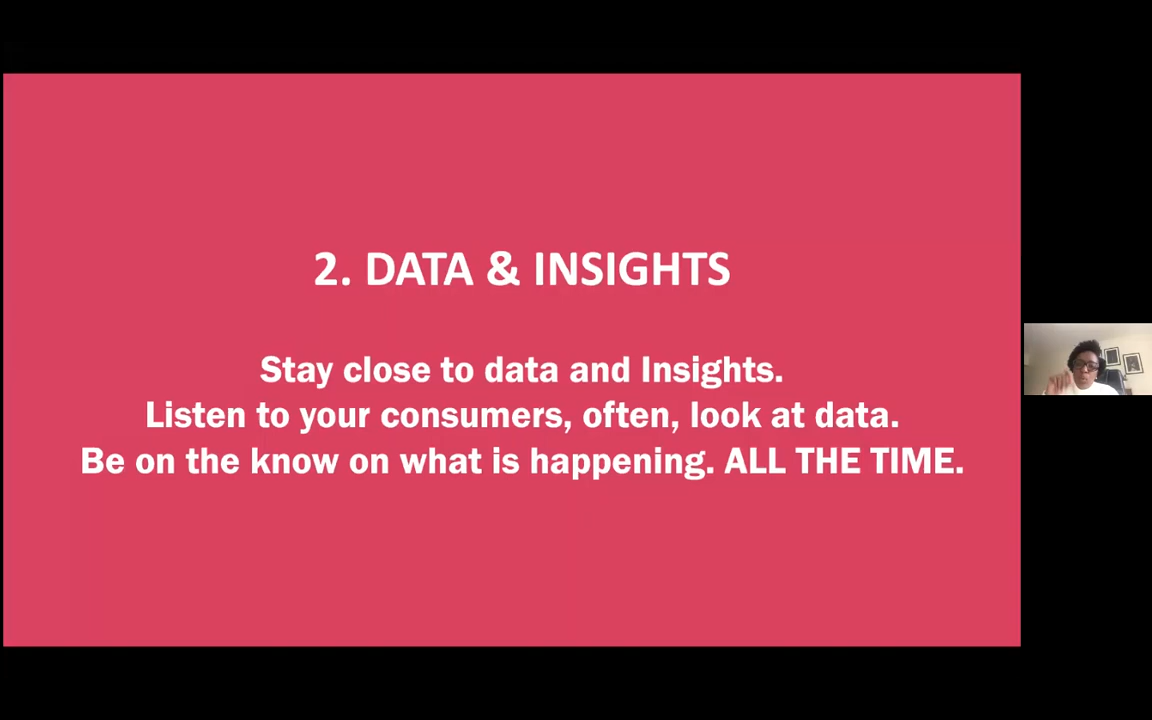 2. DATA & INSIGHTS
Stay close to data and Insights.
Listen to your consumers, often, look at data.
Be on the know on what is happening. ALL THE TIME.